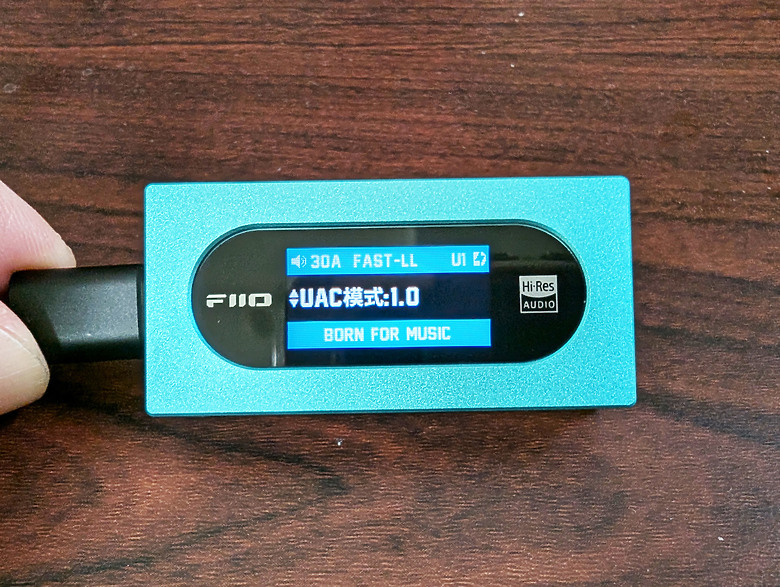 30A FAST-LL U1
FIIO
UAC模式:1.0
Hi-Res
AUDIO
BORN FOR MUSIC